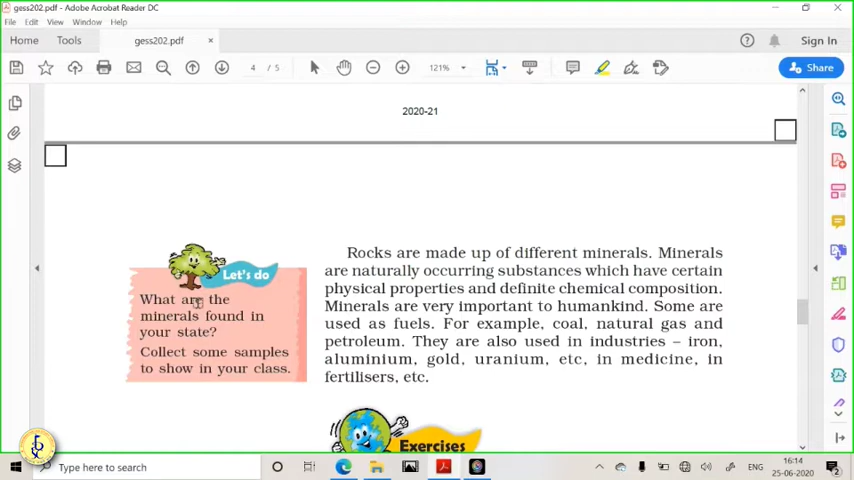 gess202.pdf - Adobe Acrobat Reader DC
File Edit View Window Help
Home Tools gess202.pdf × Sign In
4 / 5 121% Share
2020-21
Let's do
What are the
minerals found in
your state?
Collect some samples
to show in your class.
Rocks are made up of different minerals. Minerals
are naturally occurring substances which have certain
physical properties and definite chemical composition.
Minerals are very important to humankind. Some are
used as fuels. For example, coal, natural gas and
petroleum. They are also used in industries – iron,
aluminium, gold, uranium, etc, in medicine, in
fertilisers, etc.
Exercises
Type here to search
ENG
16:14
25-06-2020
2